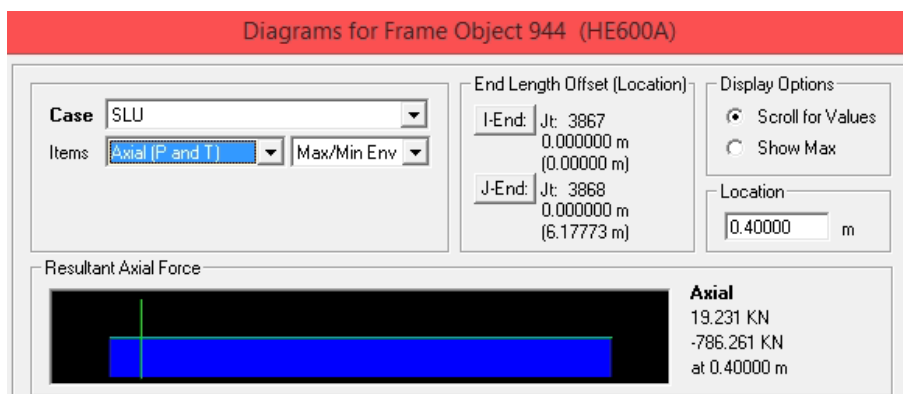 Diagrams for Frame Object 944 (HE600A)
Case SLU
Items Axial (P and T) Max/Min Env
End Length Offset (Location)
I-End: Jt: 3867
0.000000 m
(0.00000 m)
J-End: Jt: 3868
0.000000 m
(6.17773 m)
Display Options
Scroll for Values
Show Max
Location
0.40000 m
Resultant Axial Force
Axial
19.231 KN
-786.261 KN
at 0.40000 m